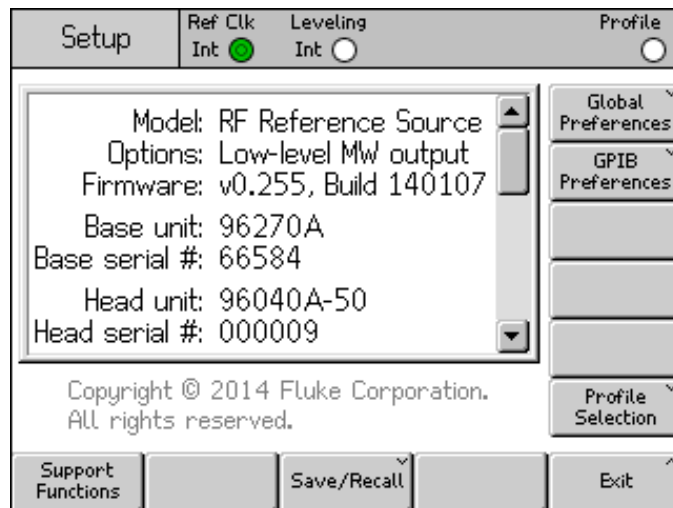 Setup
Ref Clk
Int
Leveling
Int
Profile
Model: RF Reference Source
Options: Low-level MW output
Firmware: v0.255, Build 140107
Base unit: 96270A
Base serial #: 66584
Head unit: 96040A-50
Head serial #: 000009
Copyright © 2014 Fluke Corporation.
All rights reserved.
Global
Preferences
GPIB
Preferences
Profile
Selection
Support
Functions
Save/Recall
Exit